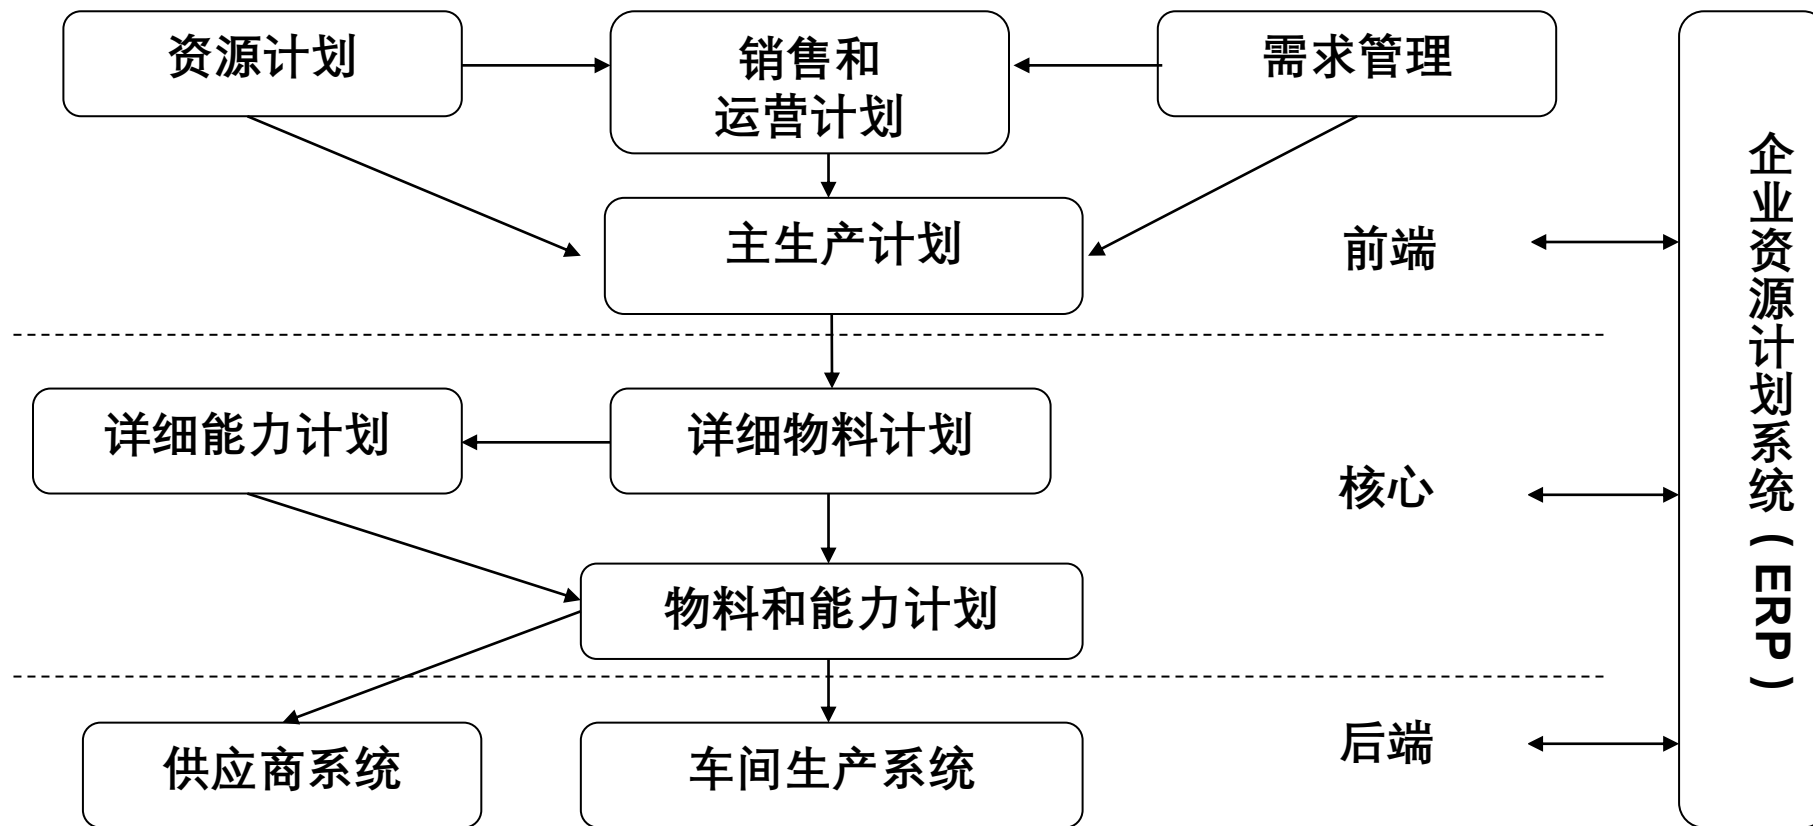 资源计划
销售和
运营计划
需求管理
主生产计划
前端
详细能力计划
详细物料计划
核心
物料和能力计划
供应商系统
车间生产系统
后端
企业资源计划系统（ERP）